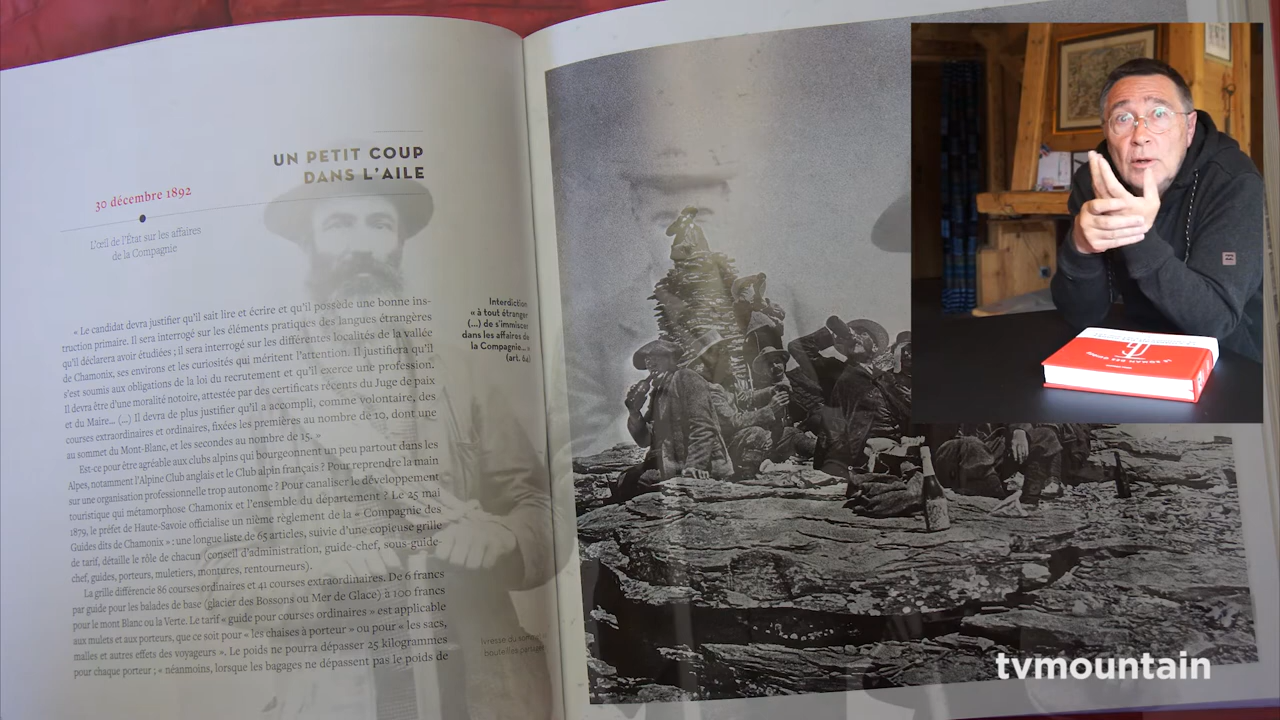 UN PETIT COUP
DANS L'AILE
30 décembre 1892
L'œil de l'État sur les affaires
de la Compagnie
« Le candidat devra justifier qu'il sait lire et écrire et qu'il possède une bonne ins-
truction primaire. Il sera interrogé sur les éléments pratiques des langues étrangères
qu'il déclarera avoir étudiées ; il sera interrogé sur les différentes localités de la vallée
de Chamonix, ses environs et les curiosités qui méritent l'attention. Il justifiera qu'il
s'est soumis aux obligations de la loi du recrutement et qu'il exerce une profession.
Il devra être d'une moralité notoire, attestée par des certificats récents du Juge de paix
et du Maire... (...) Il devra de plus justifier qu'il a accompli, comme volontaire, des
courses extraordinaires et ordinaires, fixées les premières au nombre de 10, dont une
au sommet du Mont-Blanc, et les secondes au nombre de 15. »
Est-ce pour être agréable aux clubs alpins qui bourgeonnent un peu partout dans les
Alpes, notamment l'Alpine Club anglais et le Club alpin français ? Pour reprendre la main
sur une organisation professionnelle trop autonome ? Pour canaliser le développement
touristique qui métamorphose Chamonix et l'ensemble du département ? Le 25 mai
1879, le préfet de Haute-Savoie officialise un nième règlement de la « Compagnie des
Guides dits de Chamonix » : une longue liste de 65 articles, suivie d'une copieuse grille
de tarif, détaille le rôle de chacun (conseil d'administration, guide-chef, sous-guide-
chef, guides, porteurs, muletiers, montures, rentourneurs).
La grille différencie 86 courses ordinaires et 41 courses extraordinaires. De 6 francs
par guide pour les balades de base (glacier des Bossons ou Mer de Glace) à 100 francs
pour le mont Blanc ou la Verte. Le tarif « guide pour courses ordinaires » est applicable
aux mulets et aux porteurs, que ce soit pour « les chaises à porteur » ou pour « les sacs,
malles et autres effets des voyageurs ». Le poids ne pourra dépasser 25 kilogrammes
pour chaque porteur ; « néanmoins, lorsque les bagages ne dépassent pas le poids de
Interdiction
« à tout étranger
(...) de s'immiscer
dans les affaires de
la Compagnie... »
(art. 64)
Ivresse du
bouteilles
tvmountain